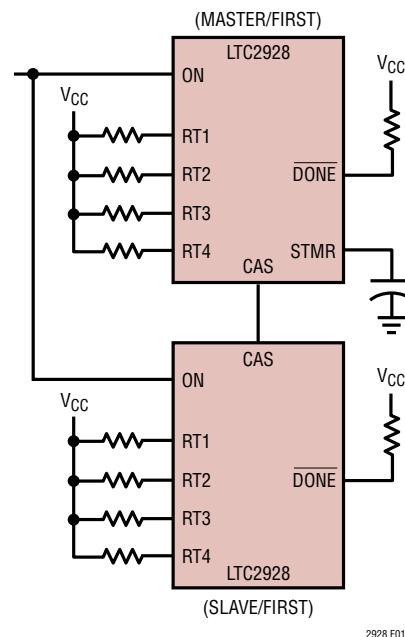 (MASTER/FIRST)
LTC2928
ON
VCC
VCC
RT1
RT2
DONE
RT3
RT4
STMR
CAS
CAS
ON
VCC
VCC
RT1
RT2
DONE
RT3
RT4
LTC2928
(SLAVE/FIRST)
2928 F01